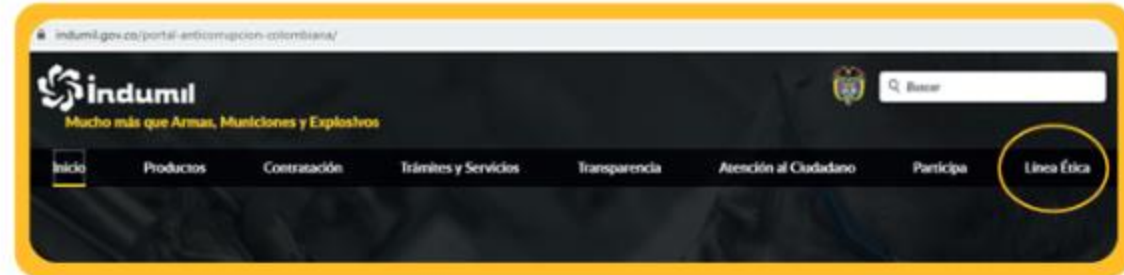 indumil.gov.co/portal-anticorrupcion-colombiana/
indumil
Buscar
Mucho más que Armas, Municiones y Explosivos
Inicio Productos Contratación Trámites y Servicios Transparencia Atención al Ciudadano Participa Línea Ética